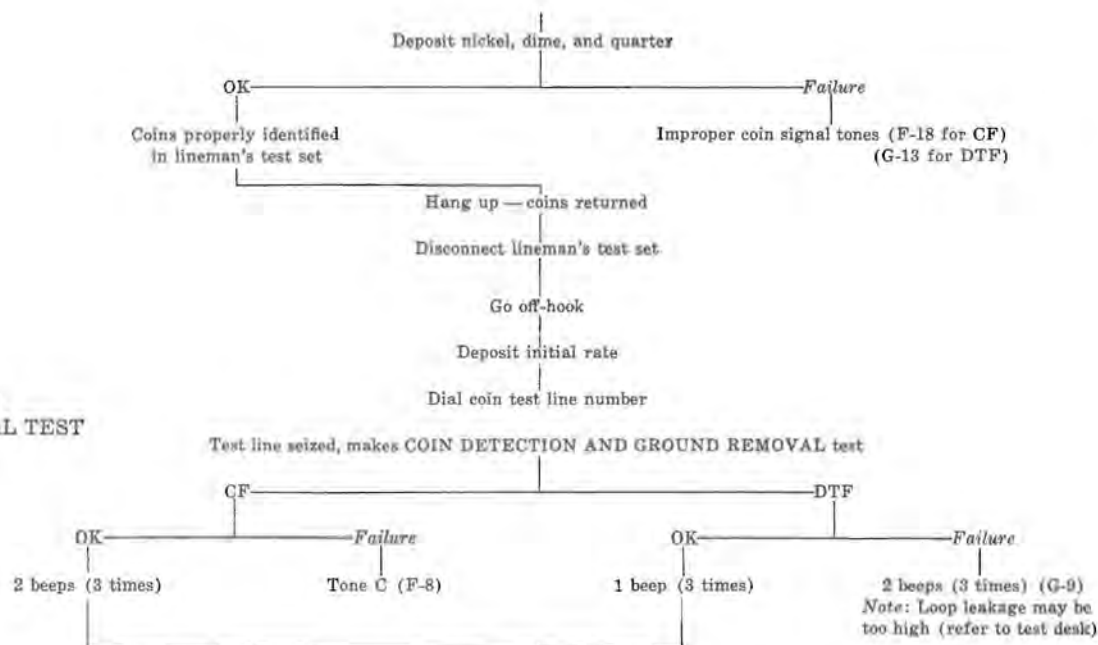 Deposit nickel, dime, and quarter
OK
Failure
Coins properly identified
in lineman's test set
Improper coin signal tones (F-18 for CF)
(G-13 for DTF)
Hang up — coins returned
Disconnect lineman's test set
Go off-hook
Deposit initial rate
Dial coin test line number
L TEST
Test line seized, makes COIN DETECTION AND GROUND REMOVAL test
CF
DTF
OK
Failure
OK
Failure
2 beeps (3 times)
Tone C (F-8)
1 beep (3 times)
2 beeps (3 times) (G-9)
Note: Loop leakage may be
too high (refer to test desk)